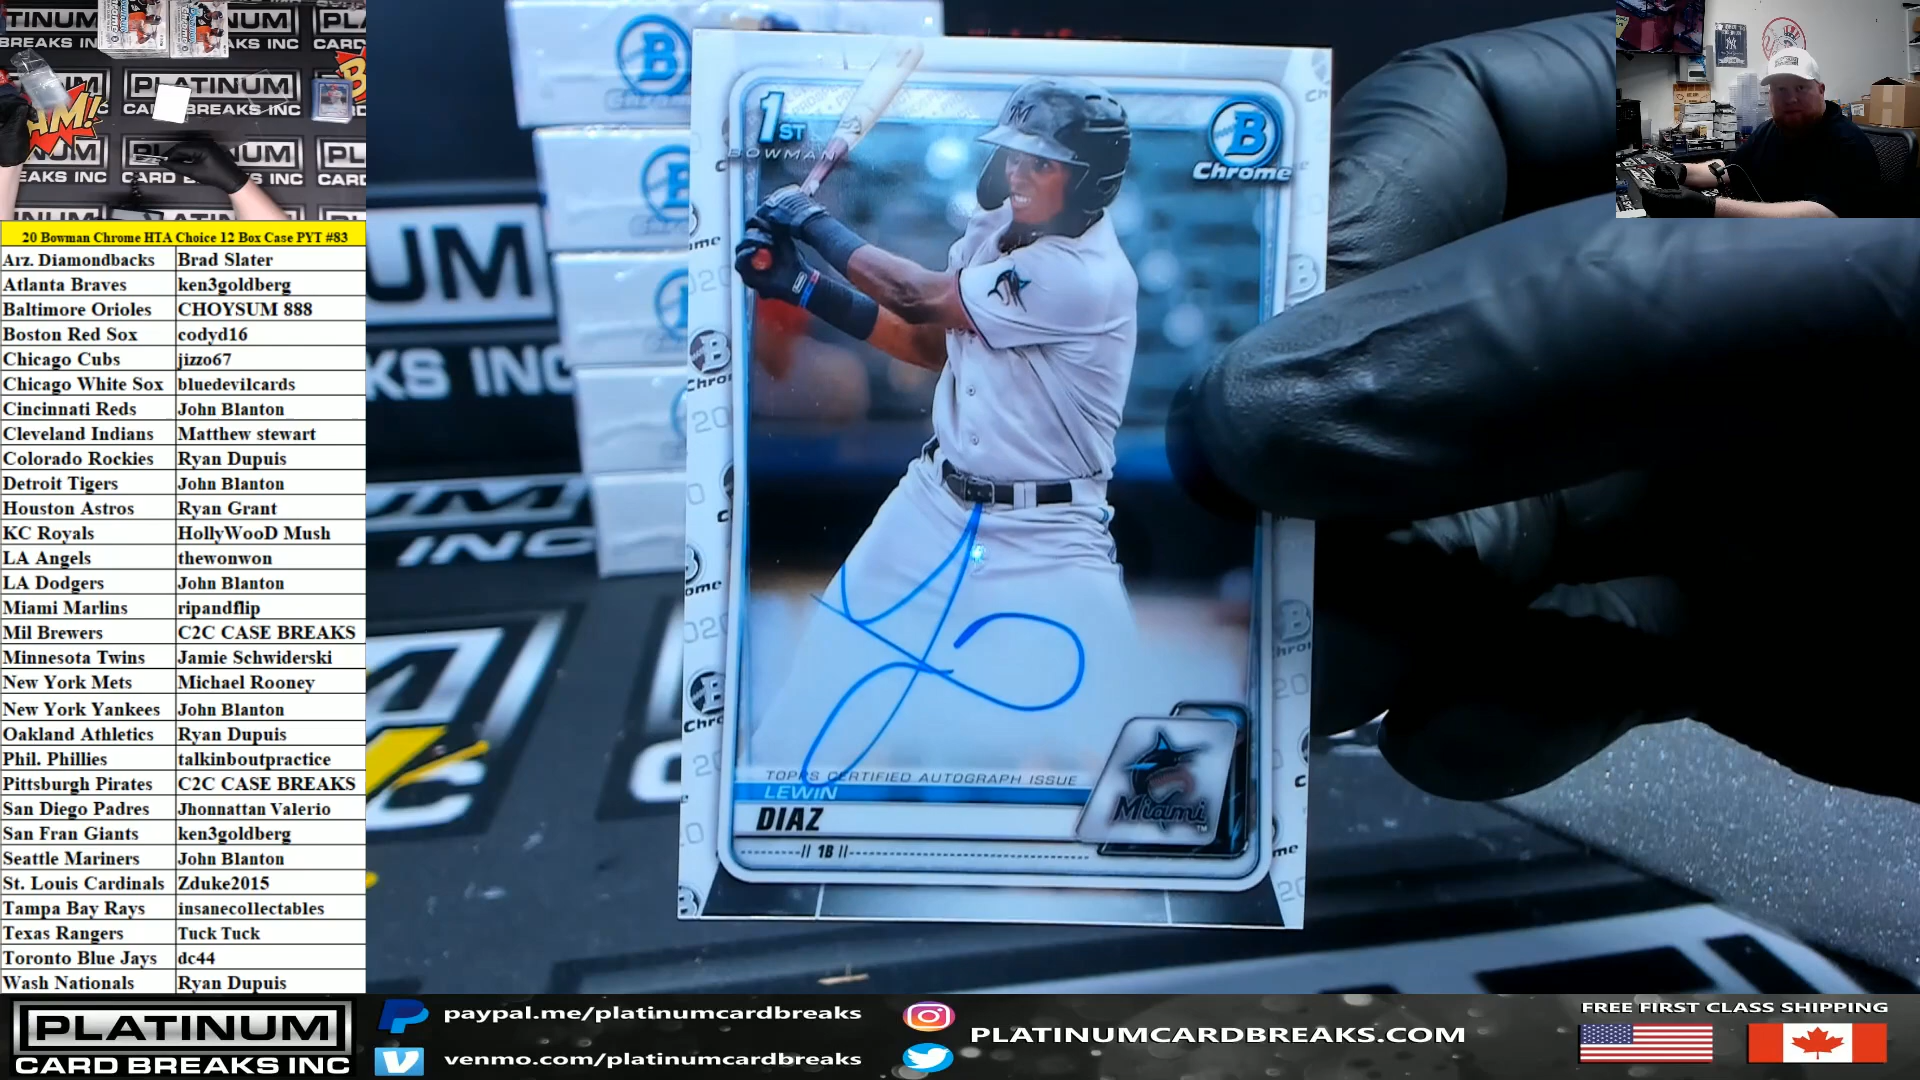 PLATINUM
CARD BREAKS INC
20 Bowman Chrome HTA Choice 12 Box Case PYT #83
Arz. Diamondbacks Brad Slater
Atlanta Braves ken3goldberg
Baltimore Orioles CHOYSUM 888
Boston Red Sox codyd16
Chicago Cubs jizzo67
Chicago White Sox bluedevilcards
Cincinnati Reds John Blanton
Cleveland Indians Matthew stewart
Colorado Rockies Ryan Dupuis
Detroit Tigers John Blanton
Houston Astros Ryan Grant
KC Royals HollyWooD Mush
LA Angels thewonwon
LA Dodgers John Blanton
Miami Marlins ripandflip
Mil Brewers C2C CASE BREAKS
Minnesota Twins Jamie Schwiderski
New York Mets Michael Rooney
New York Yankees John Blanton
Oakland Athletics Ryan Dupuis
Phil. Phillies talkinboutpractice
Pittsburgh Pirates C2C CASE BREAKS
San Diego Padres Jhonnattan Valerio
San Fran Giants ken3goldberg
Seattle Mariners John Blanton
St. Louis Cardinals Zduke2015
Tampa Bay Rays insanecollectables
Texas Rangers Tuck Tuck
Toronto Blue Jays dc44
Wash Nationals Ryan Dupuis
1ST
BOWMAN
B
Chrome
TOPPS CERTIFIED AUTOGRAPH ISSUE
LEWIN
DIAZ
Miami
TM
// 1B //
PLATINUM
CARD BREAKS INC
paypal.me/platinumcardbreaks
venmo.com/platinumcardbreaks
PLATINUMCARDBREAKS.COM
FREE FIRST CLASS SHIPPING